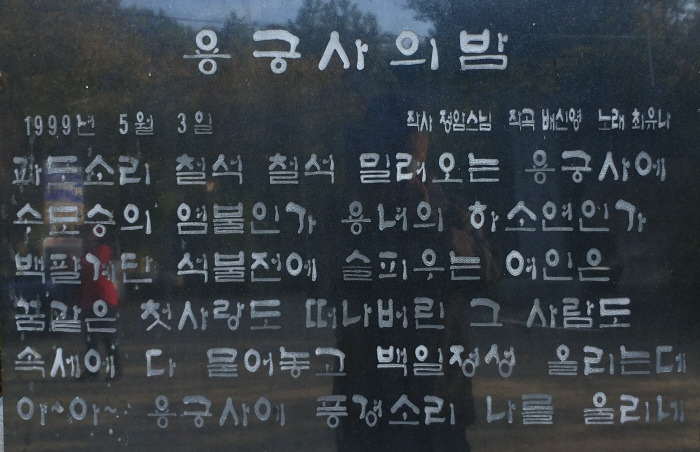 용궁사의밤
1999년 5월 3일 작사 정암스님 작곡 배신영 노래 최유나
파도소리 철석 철석 밀려오는 용궁사에
수도승의 염불인가 용녀의 하소연인가
백팔계단 석불전에 슬피우는 여인은
꿈같은 첫사랑도 떠나버린 그 사람도
속세에 다 묻어놓고 백일정성 올리는데
아~아~ 용궁사에 풍경소리 나를 울리네